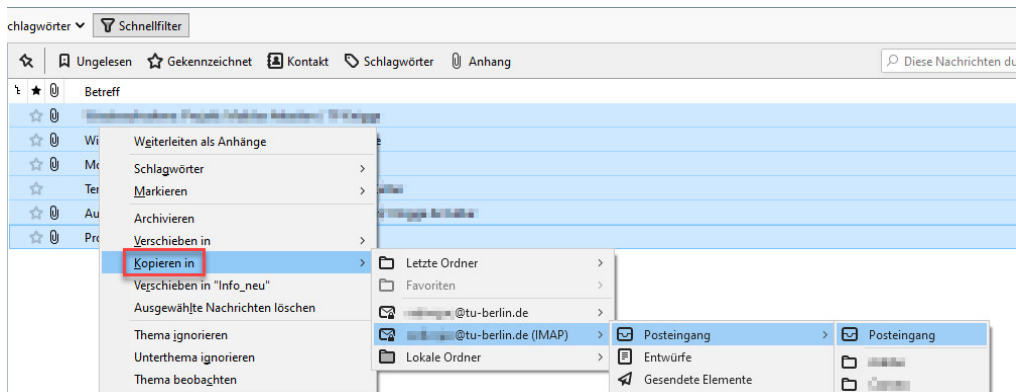 chlagwörter Schnellfilter
Ungelesen Gekennzeichnet Kontakt Schlagwörter Anhang Diese Nachrichten du
Betreff
Wi
Weiterleiten als Anhänge
Mo
Schlagwörter
Ter
Markieren
Au
Archivieren
Pro
Verschieben in
Kopieren in
Letzte Ordner
Verschieben in "Info_neu"
Favoriten
Ausgewählte Nachrichten löschen
@tu-berlin.de
Thema ignorieren
@tu-berlin.de (IMAP)
Posteingang
Posteingang
Unterthema ignorieren
Lokale Ordner
Entwürfe
Thema beobachten
Gesendete Elemente